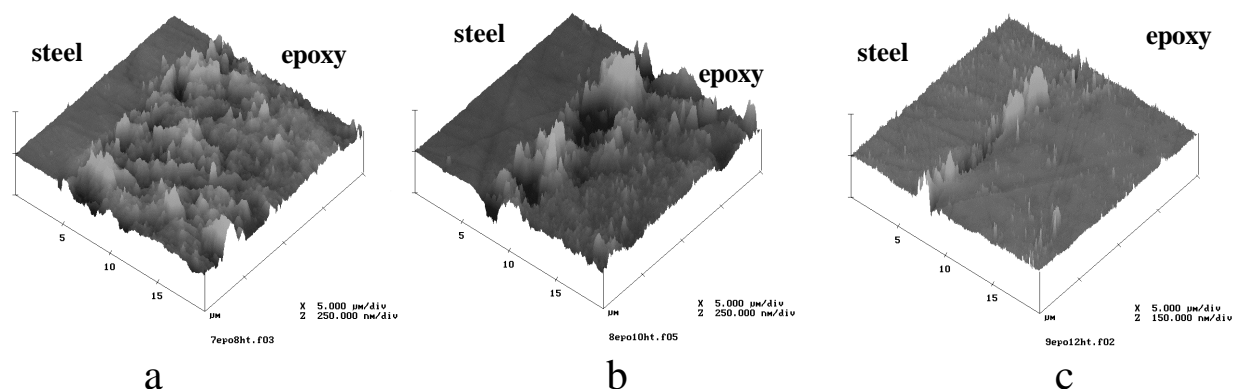 steel
epoxy
5
10
15
μm
X 5.000 μm/div
Z 250.000 nm/div
7epo8ht.f03
a
steel
epoxy
5
10
15
μm
X 5.000 μm/div
Z 250.000 nm/div
8epo10ht.f05
b
steel
epoxy
5
10
15
μm
X 5.000 μm/div
Z 150.000 nm/div
9epo12ht.f02
c